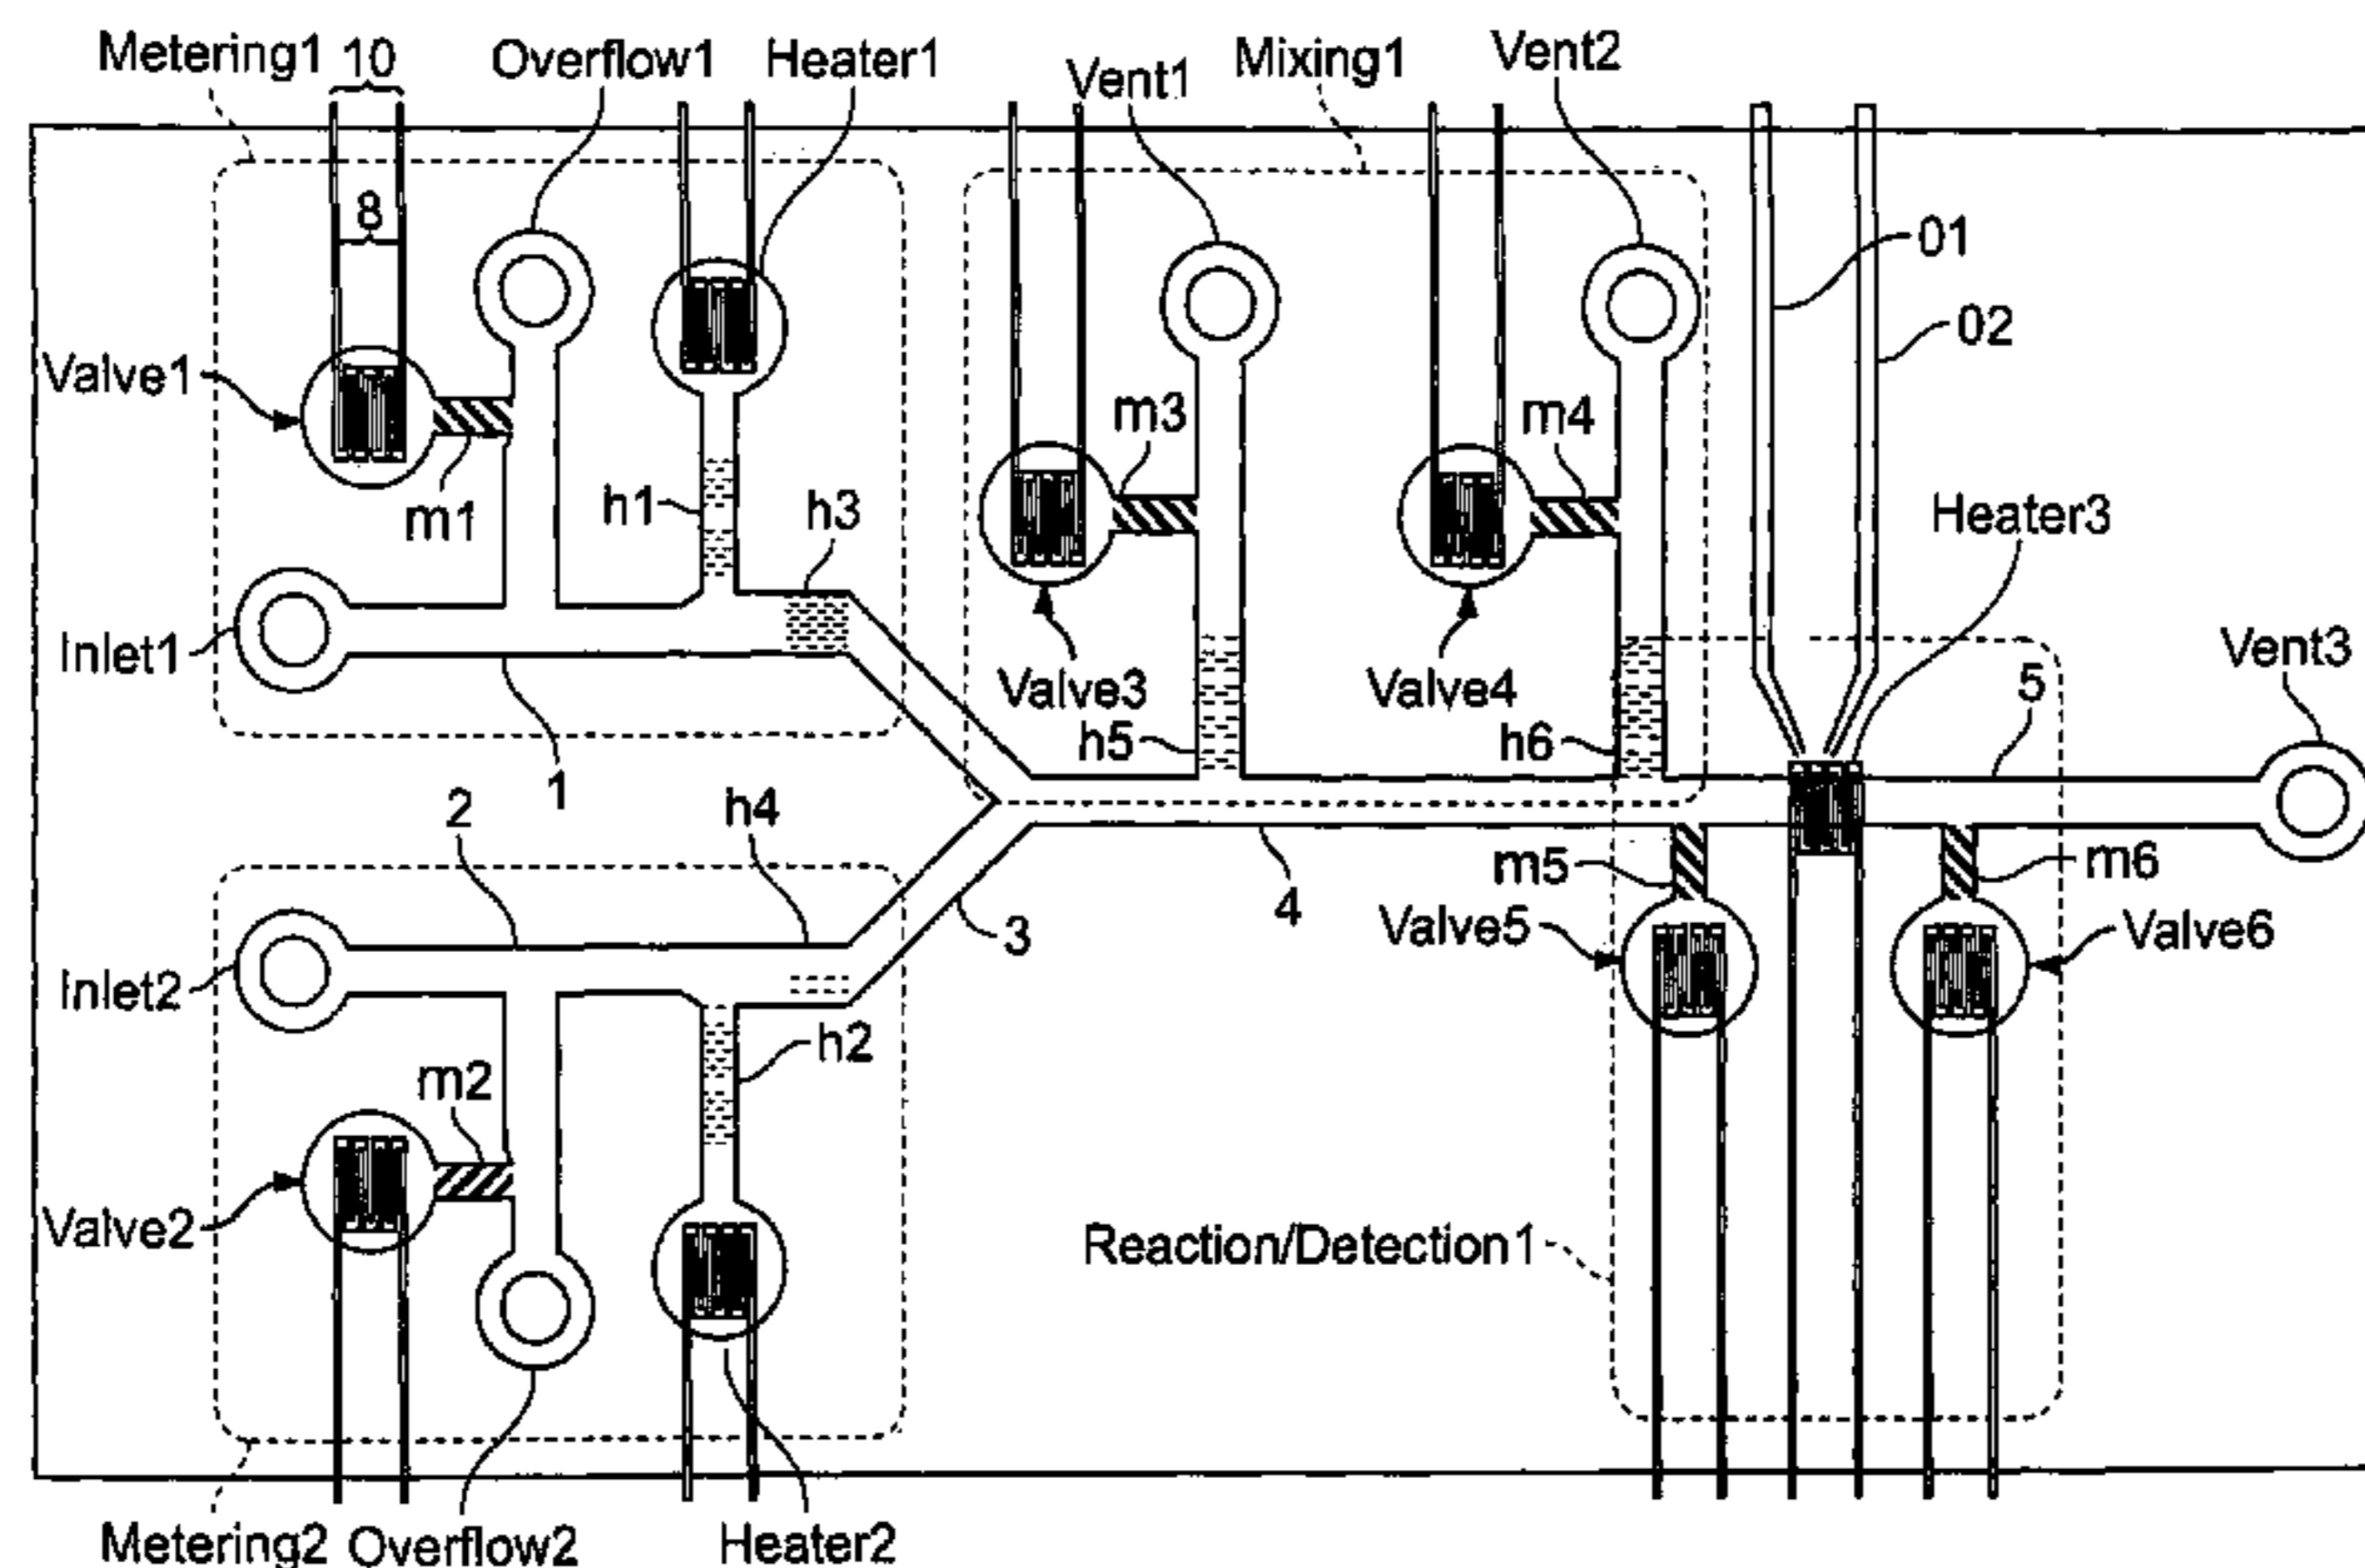 Metering1
10
Overflow1
Heater1
Vent1
Mixing1
Vent2
8
01
02
Valve1
m1
h1
h3
m3
m4
Heater3
Inlet1
Valve3
Valve4
Vent3
1
h5
h6
5
2
h4
3
4
m5
m6
Valve5
Valve6
Inlet2
h2
m2
Valve2
Reaction/Detection1
Metering2
Overflow2
Heater2